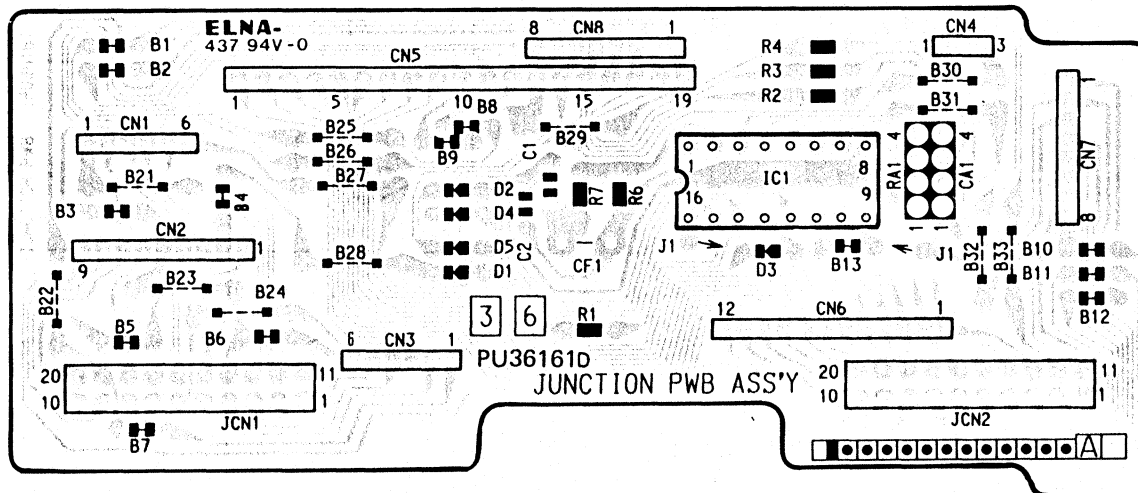 ELNA-
437 94V-0
B1
B2
8 CN8 1
CN5
1 5 10 15 19
R4
R3
R2
CN4
1 3
B30
B31
1 CN1 6
B25
B26
B27
B8
B9
B29
C1
B21
B3
B4
D2
D4
D5
D1
R7
R6
C2
CF1
1 8
IC1
16 9
4 4
RA1 CA1
1 1
1
CN7
8
CN2
9 1
B28
J1
D3
B13
J1
B32
B33
B10
B11
B12
B22
B23
B24
B5
B6
3 6
R1
12 CN6 1
6 CN3 1
PU36161D
JUNCTION PWB ASS'Y
20 11
10 1
JCN1
B7
20 11
10 1
JCN2
A